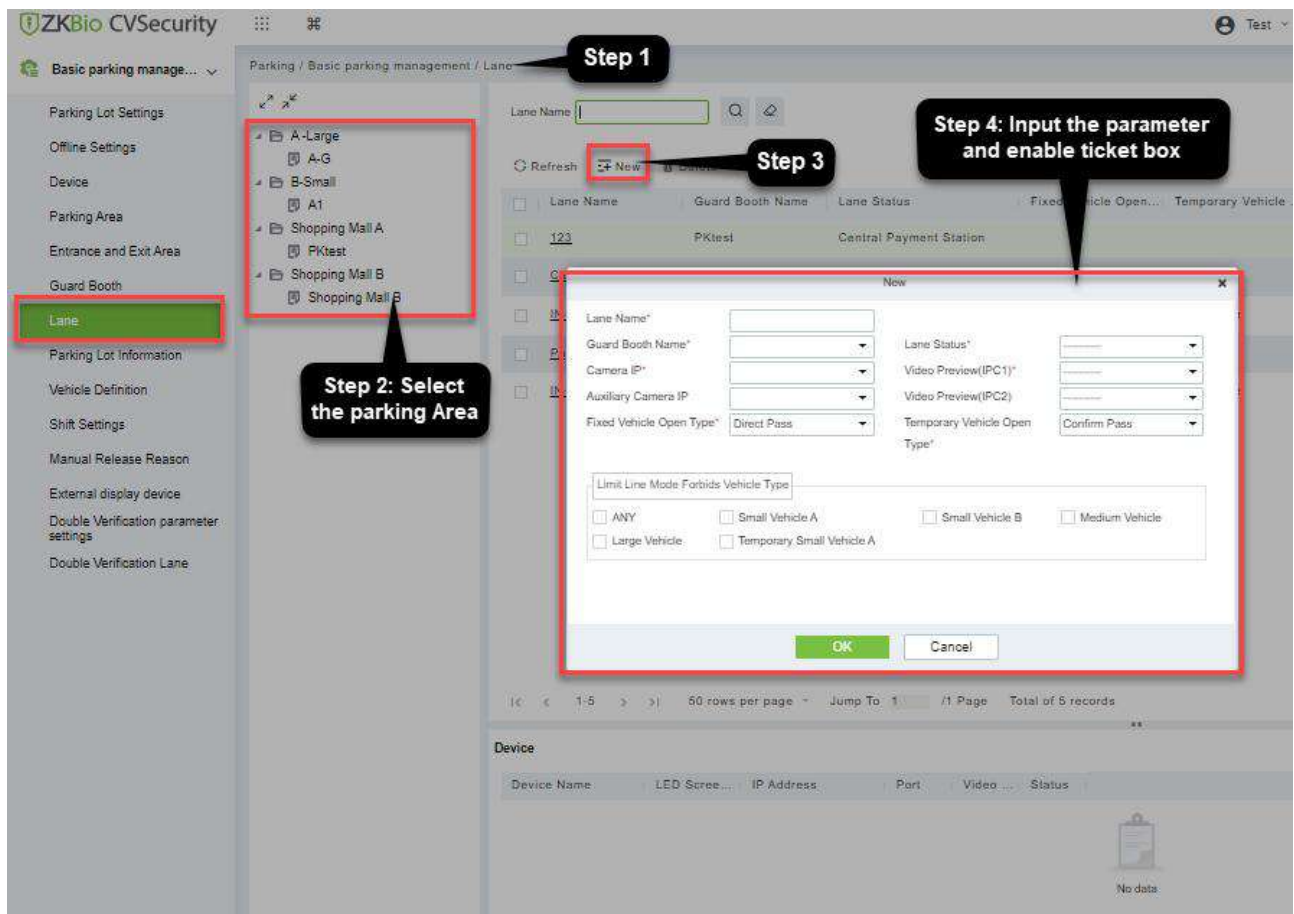 ZKBio CVSecurity
Test
Basic parking manage...
Parking Lot Settings
Offline Settings
Device
Parking Area
Entrance and Exit Area
Guard Booth
Lane
Parking Lot Information
Vehicle Definition
Shift Settings
Manual Release Reason
External display device
Double Verification parameter
settings
Double Verification Lane
Parking / Basic parking management / Lane
Step 1
A -Large
A-G
B-Small
A1
Shopping Mall A
PKtest
Shopping Mall B
Shopping Mall B
Step 2: Select
the parking Area
Lane Name
Refresh
New
Step 3
Step 4: Input the parameter
and enable ticket box
Lane Name
Guard Booth Name
Lane Status
Open...
Temporary Vehicle
123
PKtest
Central Payment Station
New
Lane Name*
Guard Booth Name*
Lane Status*
Camera IP*
Video Preview(IPC1)*
Auxiliary Camera IP
Video Preview(IPC2)
Fixed Vehicle Open Type*
Direct Pass
Temporary Vehicle Open
Type*
Confirm Pass
Limit Line Mode Forbids Vehicle Type
ANY
Small Vehicle A
Small Vehicle B
Medium Vehicle
Large Vehicle
Temporary Small Vehicle A
OK
Cancel
1-5
50 rows per page
Jump To 1 /1 Page
Total of 5 records
Device
Device Name
LED Scree...
IP Address
Port
Video ...
Status
No data